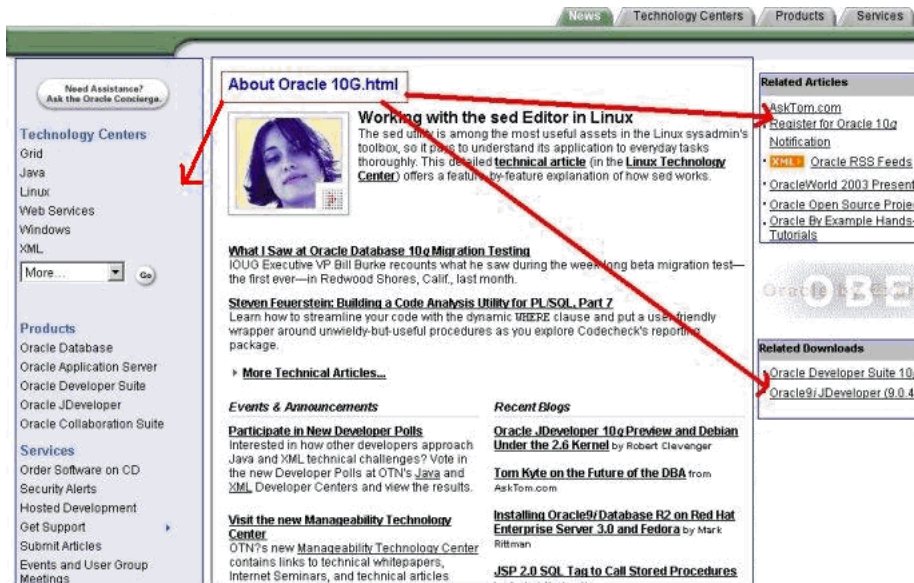 News
Technology Centers
Products
Services
Need Assistance?
Ask the Oracle Concierge.
Technology Centers
Grid
Java
Linux
Web Services
Windows
XML
More...
Go
Products
Oracle Database
Oracle Application Server
Oracle Developer Suite
Oracle JDeveloper
Oracle Collaboration Suite
Services
Order Software on CD
Security Alerts
Hosted Development
Get Support
Submit Articles
Events and User Group
Meetings
About Oracle 10G.html
Working with the sed Editor in Linux
The sed utility is among the most useful assets in the Linux sysadmin's
toolbox, so it pays to understand its application to everyday tasks
thoroughly. This detailed technical article (in the Linux Technology
Center) offers a feature-by-feature explanation of how sed works.
What I Saw at Oracle Database 10g Migration Testing
IOUG Executive VP Bill Burke recounts what he saw during the week-long beta migration test—
the first ever—in Redwood Shores, Calif., last month.
Steven Feuerstein: Building a Code Analysis Utility for PL/SQL, Part 7
Learn how to streamline your code with the dynamic WHERE clause and put a user-friendly
wrapper around unwieldy-but-useful procedures as you explore Codecheck's reporting
package.
More Technical Articles...
Events & Announcements
Participate in New Developer Polls
Interested in how other developers approach
Java and XML technical challenges? Vote in
the new Developer Polls at OTN's Java and
XML Developer Centers and view the results.
Visit the new Manageability Technology
Center
OTN?s new Manageability Technology Center
contains links to technical whitepapers,
Internet Seminars, and technical articles
Recent Blogs
Oracle JDeveloper 10g Preview and Debian
Under the 2.6 Kernel by Robert Clevenger
Tom Kyte on the Future of the DBA from
AskTom.com
Installing Oracle9i Database R2 on Red Hat
Enterprise Server 3.0 and Fedora by Mark
Rittman
JSP 2.0 SQL Tag to Call Stored Procedures
Related Articles
AskTom.com
Register for Oracle 10g
Notification
XML Oracle RSS Feeds
OracleWorld 2003 Present
Oracle Open Source Proje
Oracle By Example Hands-
Tutorials
OBE
Oracle by
Related Downloads
Oracle Developer Suite 10g
Oracle9i JDeveloper (9.0.4